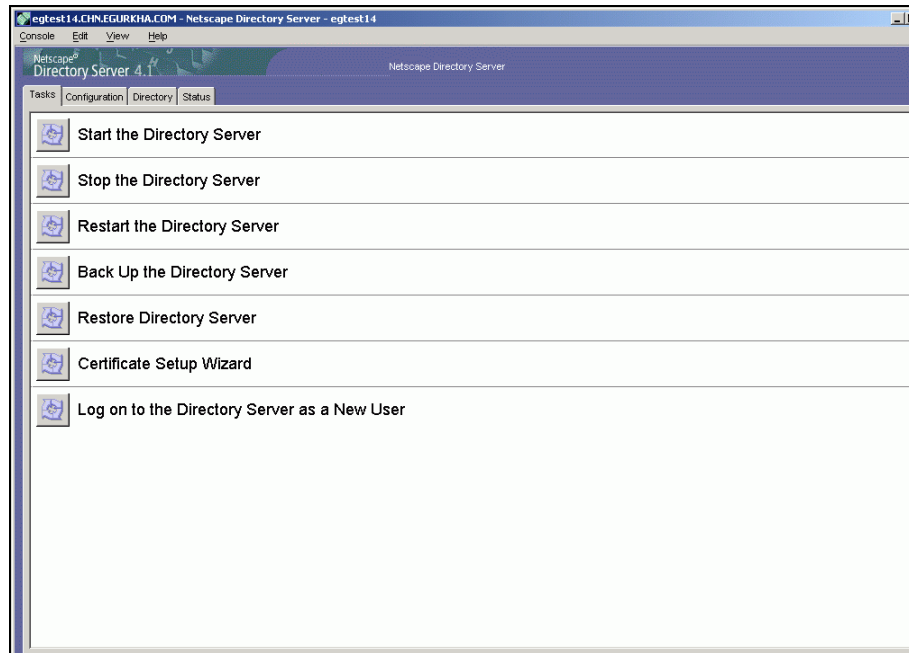 egtest14.CHN.EGURKHA.COM - Netscape Directory Server - egtest14
Console Edit View Help
Netscape®
Directory Server 4.1
Netscape Directory Server
Tasks Configuration Directory Status
Start the Directory Server
Stop the Directory Server
Restart the Directory Server
Back Up the Directory Server
Restore Directory Server
Certificate Setup Wizard
Log on to the Directory Server as a New User